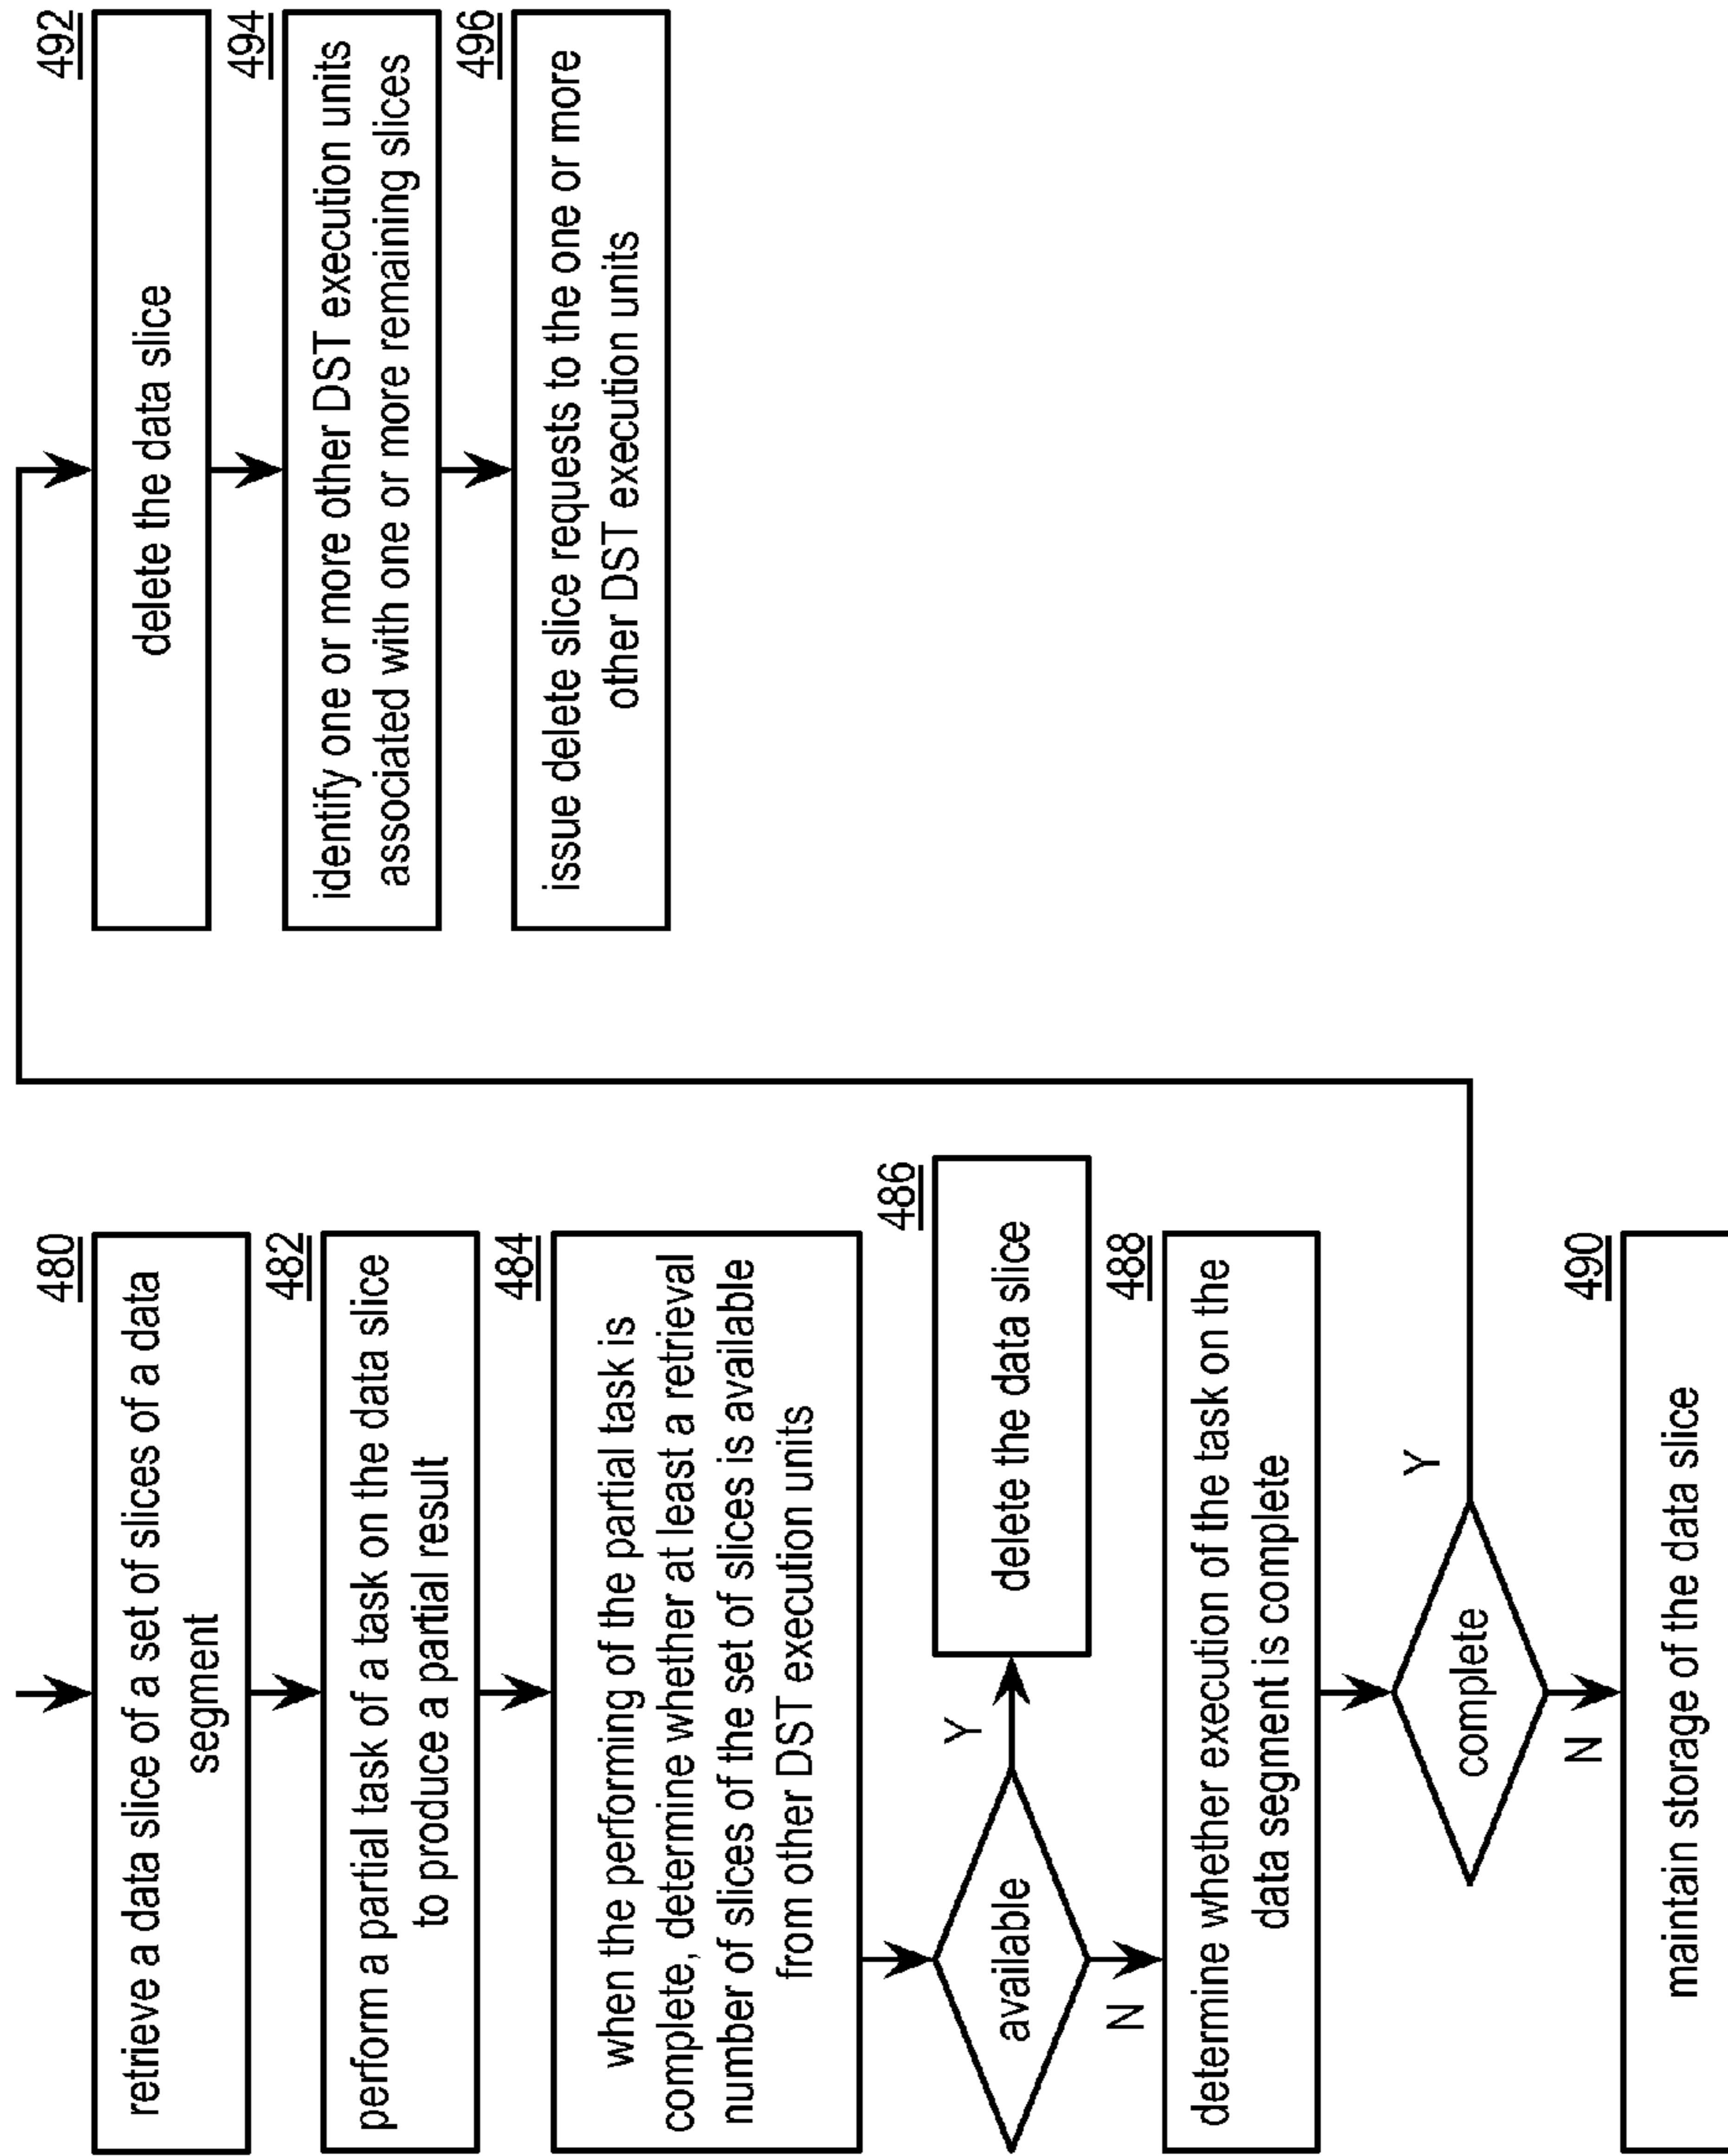 480
retrieve a data slice of a set of slices of a data
segment
482
perform a partial task of a task on the data slice
to produce a partial result
484
when the performing of the partial task is
complete, determine whether at least a retrieval
number of slices of the set of slices is available
from other DST execution units
available
Y
N
486
delete the data slice
488
determine whether execution of the task on the
data segment is complete
complete
Y
N
490
maintain storage of the data slice
492
delete the data slice
494
identify one or more other DST execution units
associated with one or more remaining slices
496
issue delete slice requests to the one or more
other DST execution units